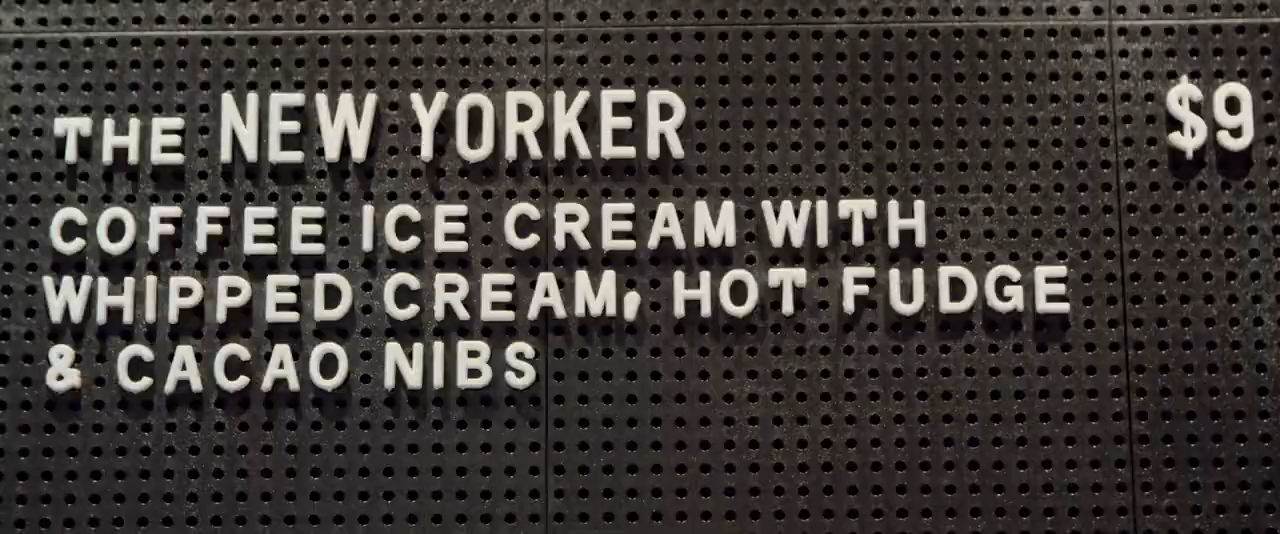 THE NEW YORKER $9
COFFEE ICE CREAM WITH
WHIPPED CREAM, HOT FUDGE
& CACAO NIBS